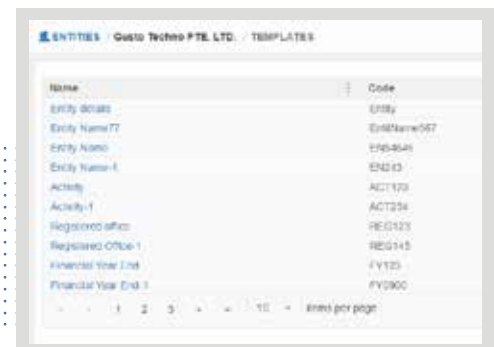 ENTITIES / Gusto Techno PTE. LTD. / TEMPLATES
Name Code
Entity details Entity
Entity Name77 EntitName567
Entity Name EN54645
Entity Name-1 EN243
Activity ACT123
Activity-1 ACT234
Registered office REG123
Registered Office-1 REG145
Financial Year End FY123
Financial Year End-1 FY0900
1 2 3 10 items per page